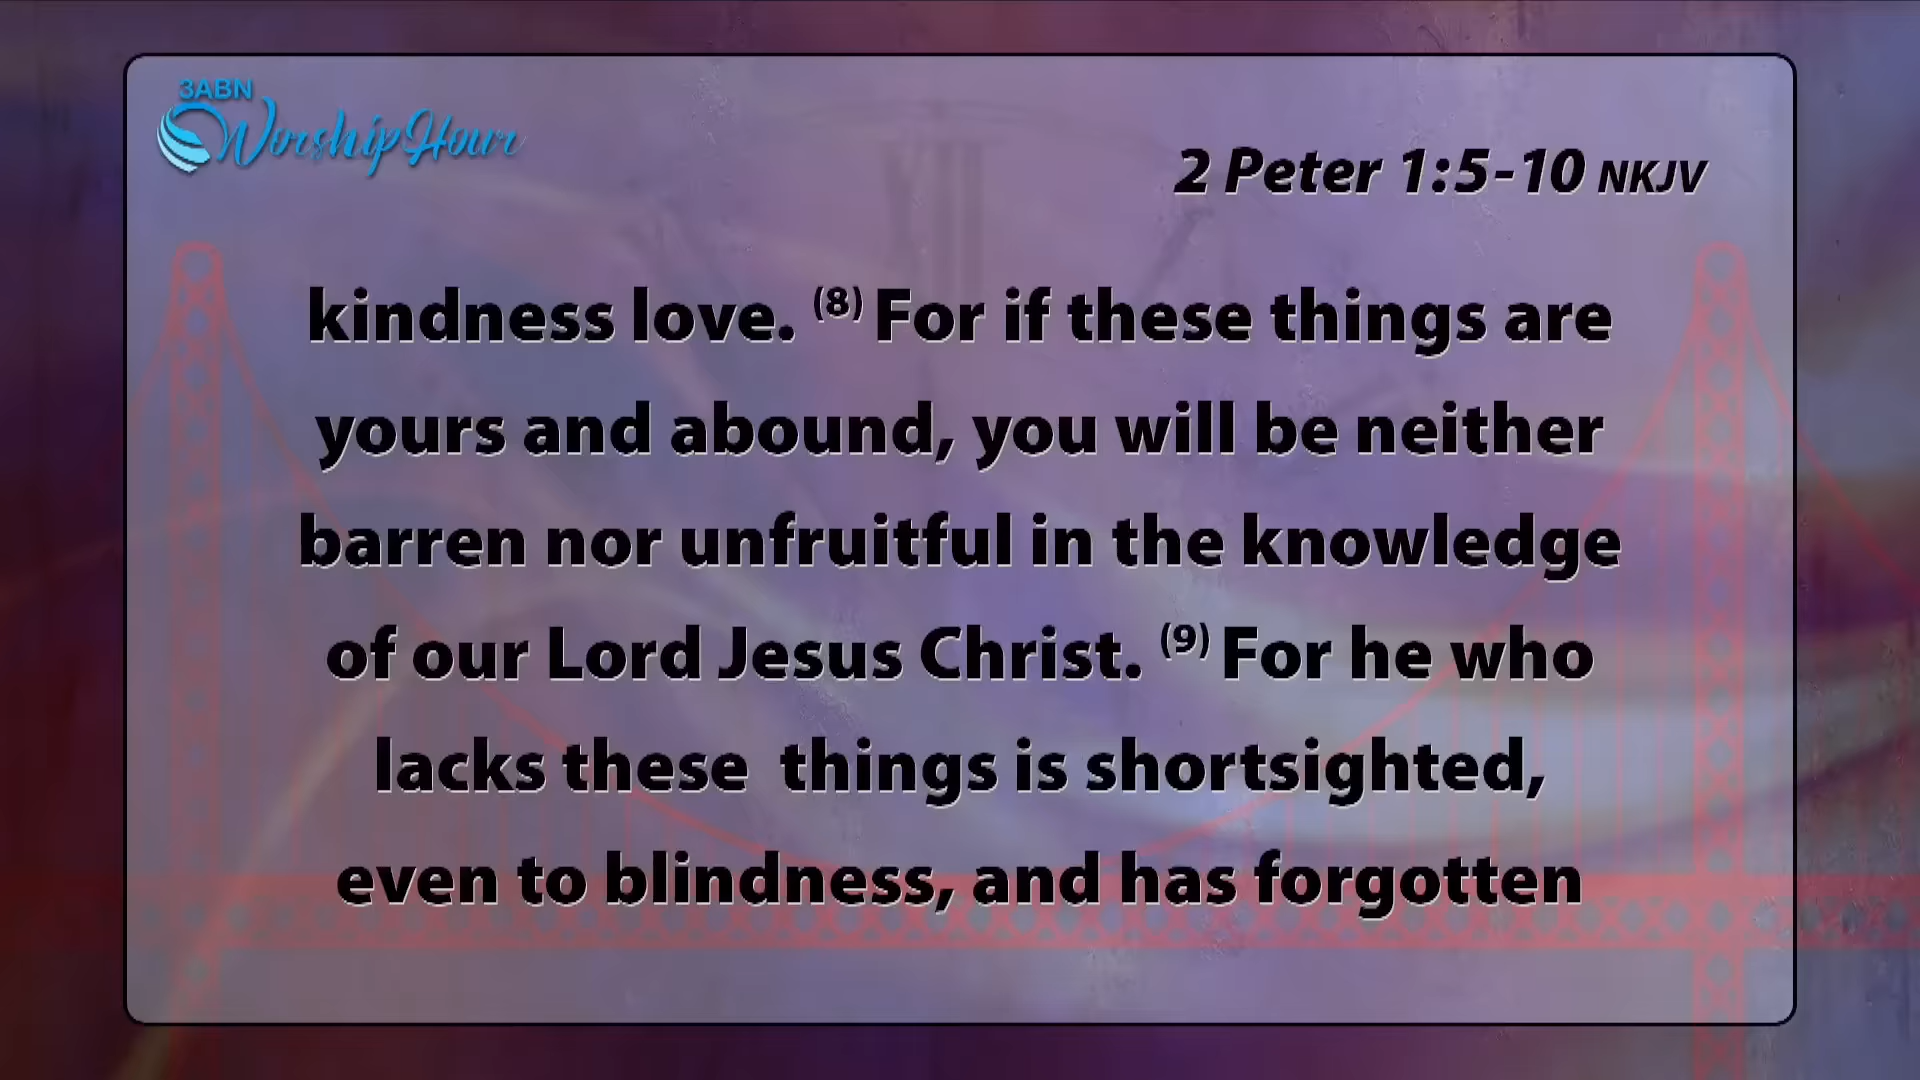 3ABN
Worship Hour
2 Peter 1:5-10 NKJV
kindness love. (8) For if these things are
yours and abound, you will be neither
barren nor unfruitful in the knowledge
of our Lord Jesus Christ. (9) For he who
lacks these  things is shortsighted,
even to blindness, and has forgotten